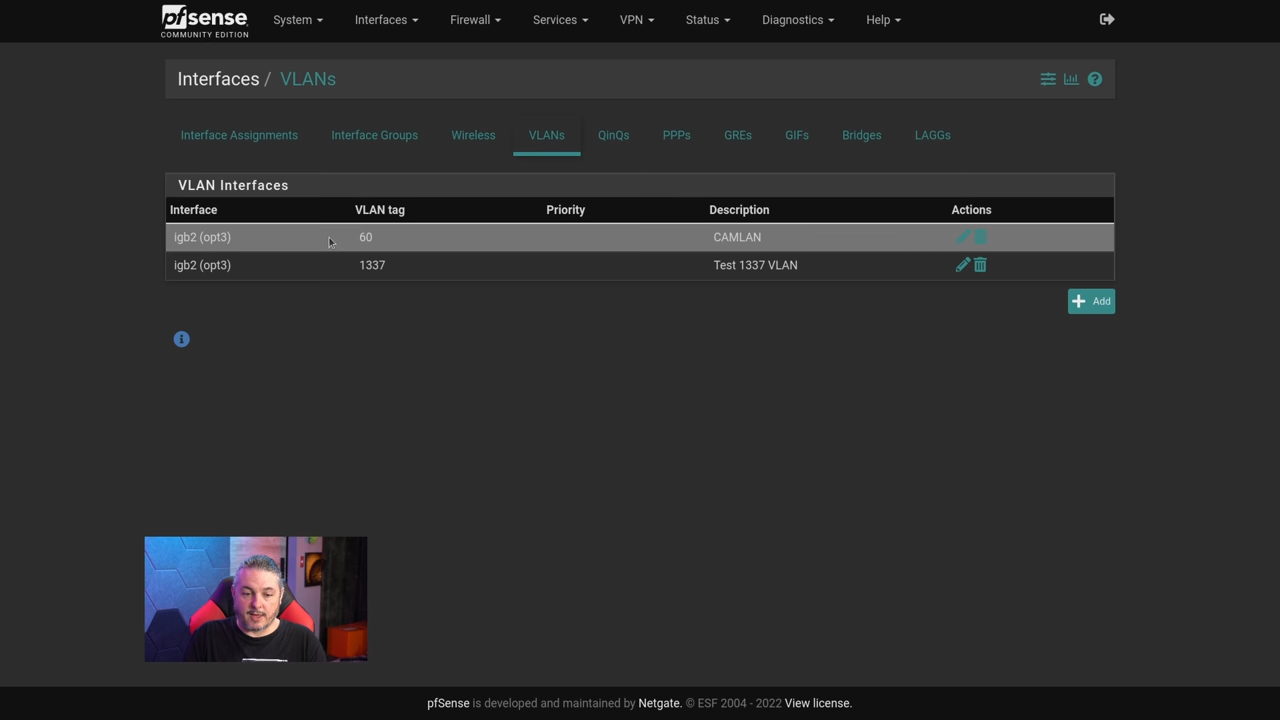 pfsense
COMMUNITY EDITION
System
Interfaces
Firewall
Services
VPN
Status
Diagnostics
Help
Interfaces / VLANs
Interface Assignments
Interface Groups
Wireless
VLANs
QinQs
PPPs
GREs
GIFs
Bridges
LAGGs
VLAN Interfaces
Interface VLAN tag Priority Description Actions
igb2 (opt3) 60 CAMLAN
igb2 (opt3) 1337 Test 1337 VLAN
Add
pfSense is developed and maintained by Netgate. © ESF 2004 - 2022 View license.